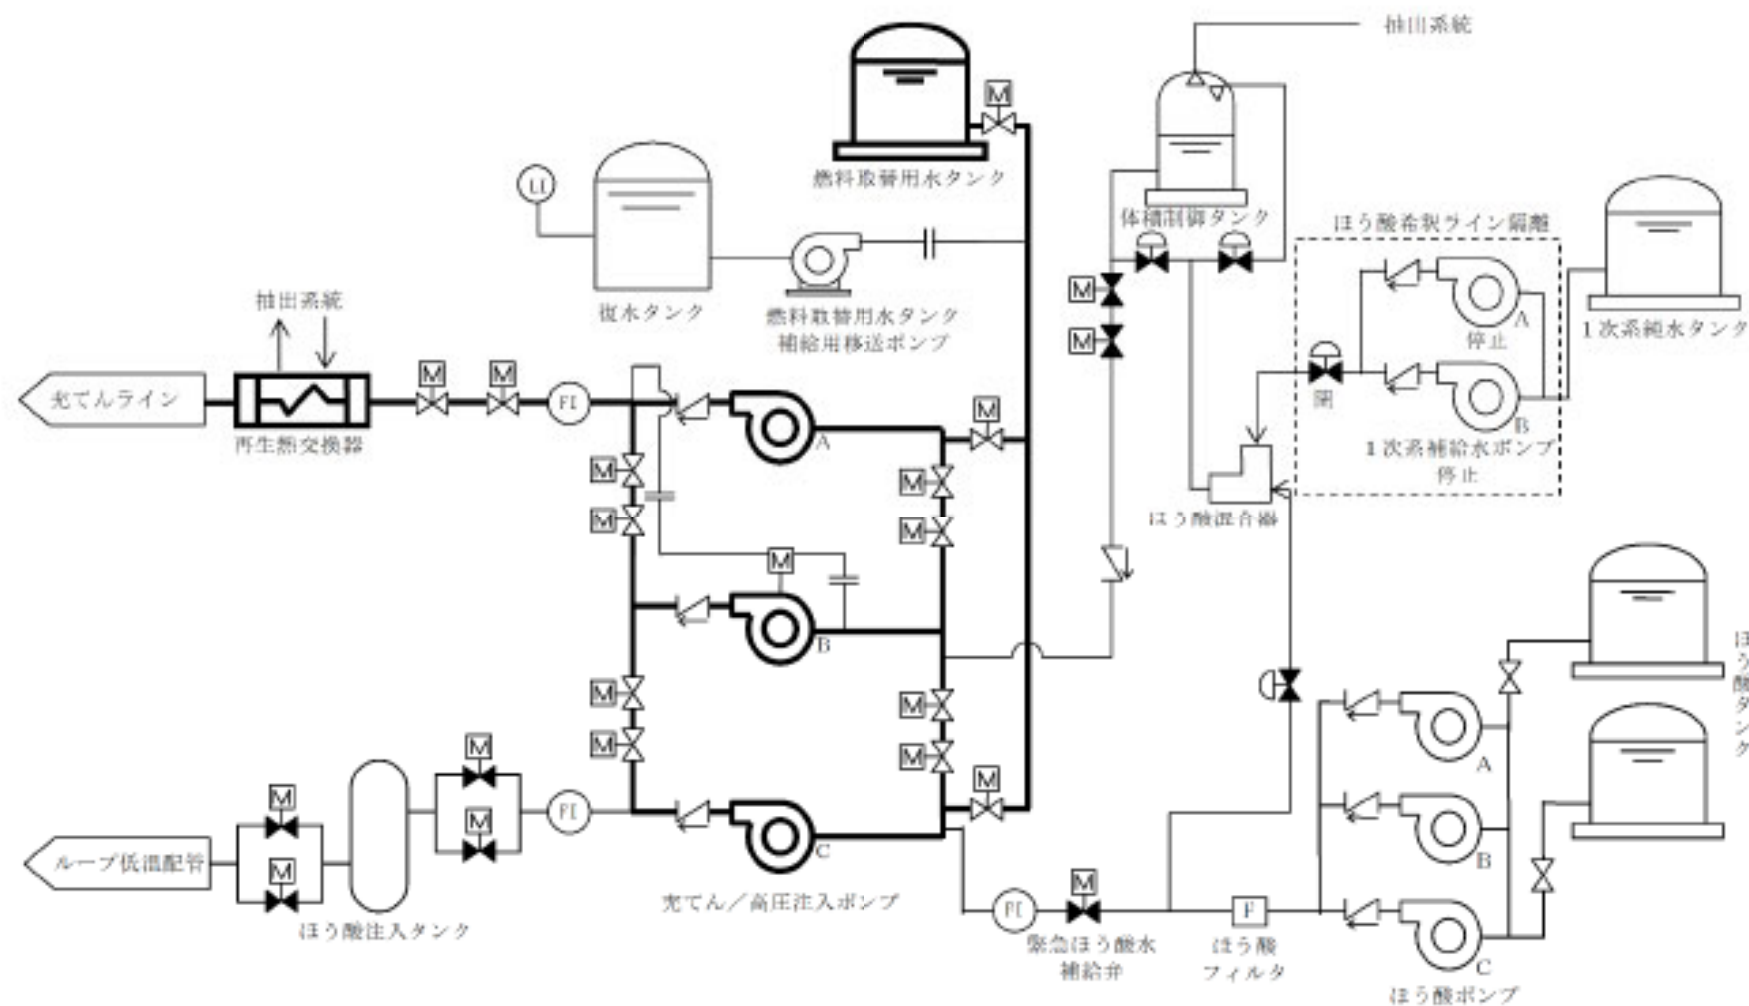 抽出系統
M
燃料取替用水タンク
LI
復水タンク
燃料取替用水タンク
補給用移送ポンプ
体積制御タンク
ほう酸希釈ライン隔離
A
停止
B
1次系補給水ポンプ
停止
閉
1次系純水タンク
M
M
ほう酸混合器
抽出系統
充てんライン
再生熱交換器
M
M
FI
A
M
M
M
M
M
M
B
M
M
M
M
M
C
充てん／高圧注入ポンプ
ループ低温配管
M
M
ほう酸注入タンク
M
M
FI
FI
M
緊急ほう酸水
補給弁
F
ほう酸
フィルタ
A
B
C
ほう酸ポンプ
ほう酸タンク